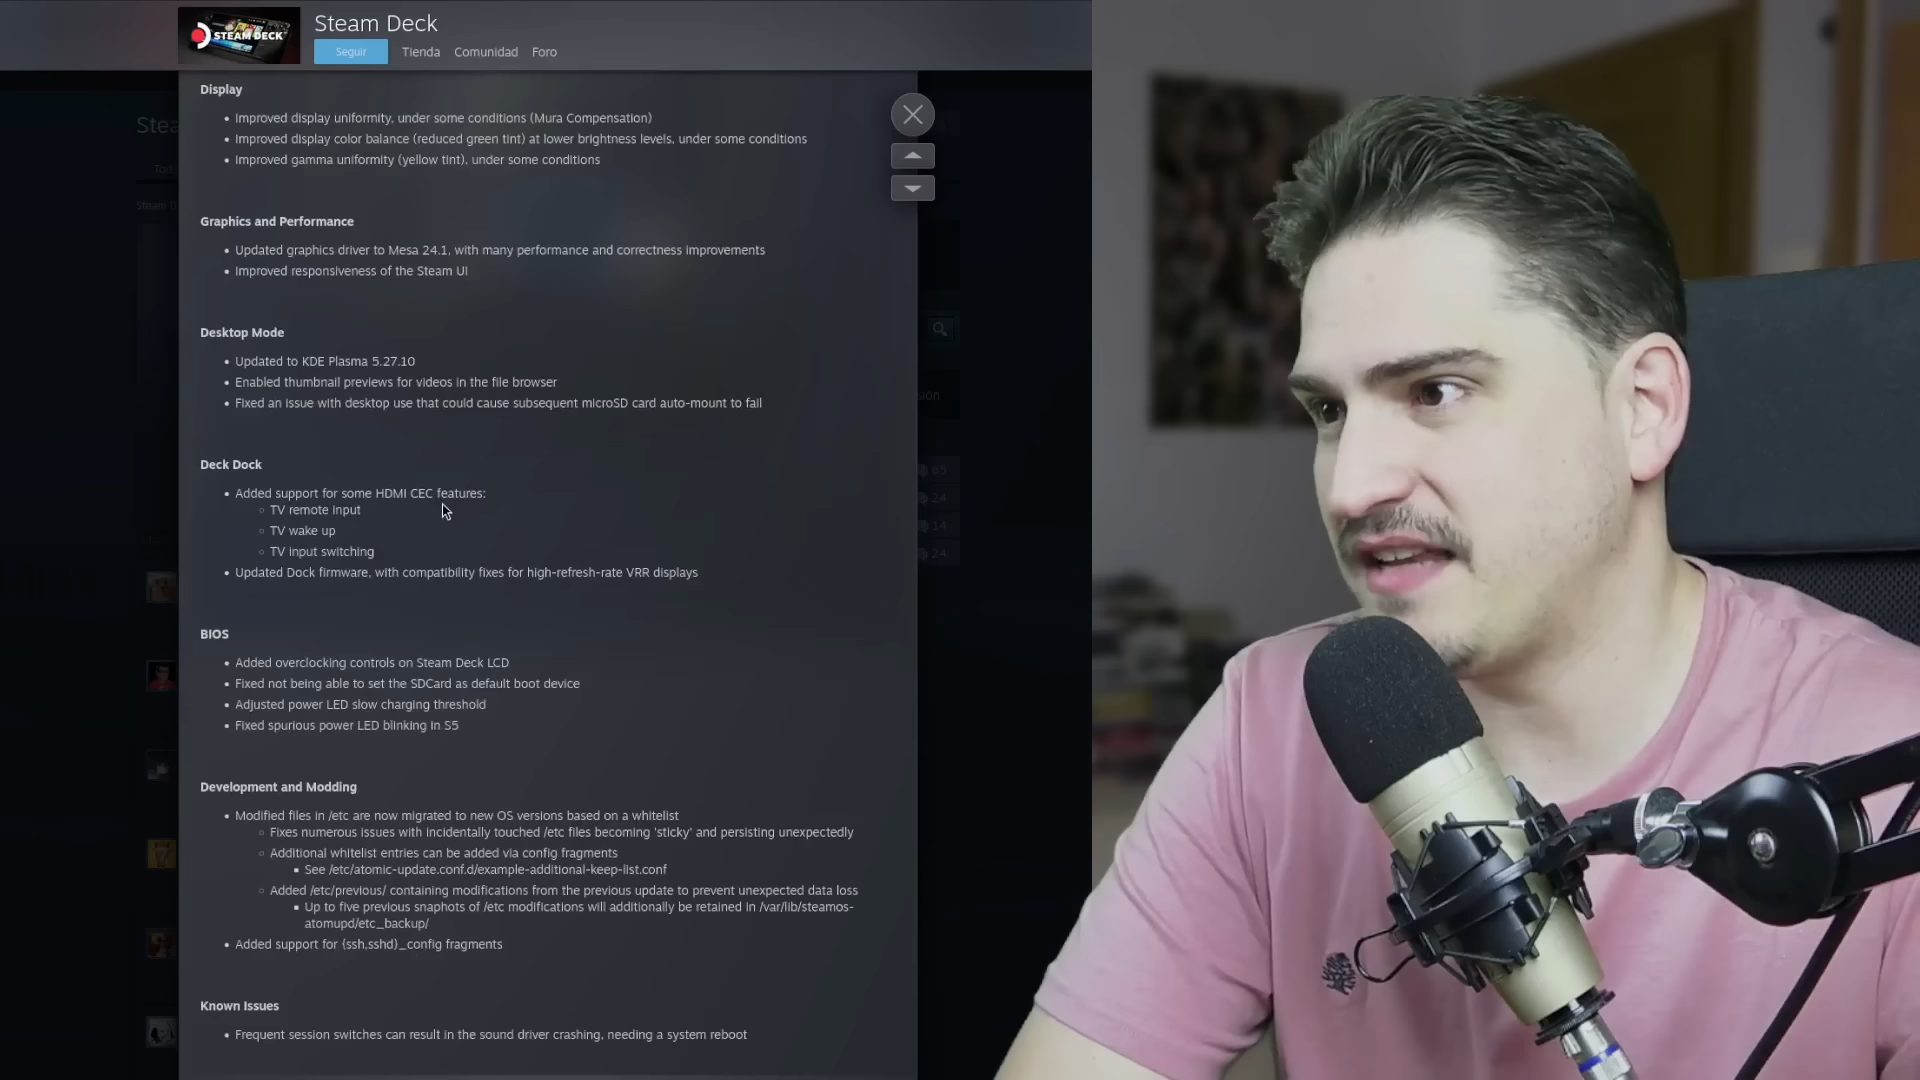 STEAM DECK
Steam Deck
Seguir
Tienda
Comunidad
Foro
Display
Improved display uniformity, under some conditions (Mura Compensation)
Improved display color balance (reduced green tint) at lower brightness levels, under some conditions
Improved gamma uniformity (yellow tint), under some conditions
Graphics and Performance
Updated graphics driver to Mesa 24.1, with many performance and correctness improvements
Improved responsiveness of the Steam UI
Desktop Mode
Updated to KDE Plasma 5.27.10
Enabled thumbnail previews for videos in the file browser
Fixed an issue with desktop use that could cause subsequent microSD card auto-mount to fail
Deck Dock
Added support for some HDMI CEC features:
TV remote input
TV wake up
TV input switching
Updated Dock firmware, with compatibility fixes for high-refresh-rate VRR displays
BIOS
Added overclocking controls on Steam Deck LCD
Fixed not being able to set the SDCard as default boot device
Adjusted power LED slow charging threshold
Fixed spurious power LED blinking in S5
Development and Modding
Modified files in /etc are now migrated to new OS versions based on a whitelist
Fixes numerous issues with incidentally touched /etc files becoming 'sticky' and persisting unexpectedly
Additional whitelist entries can be added via config fragments
See /etc/atomic-update.conf.d/example-additional-keep-list.conf
Added /etc/previous/ containing modifications from the previous update to prevent unexpected data loss
Up to five previous snaphots of /etc modifications will additionally be retained in /var/lib/steamos-
atomupd/etc_backup/
Added support for {ssh,sshd}_config fragments
Known Issues
Frequent session switches can result in the sound driver crashing, needing a system reboot
Stea
Steam D
65
24
14
24